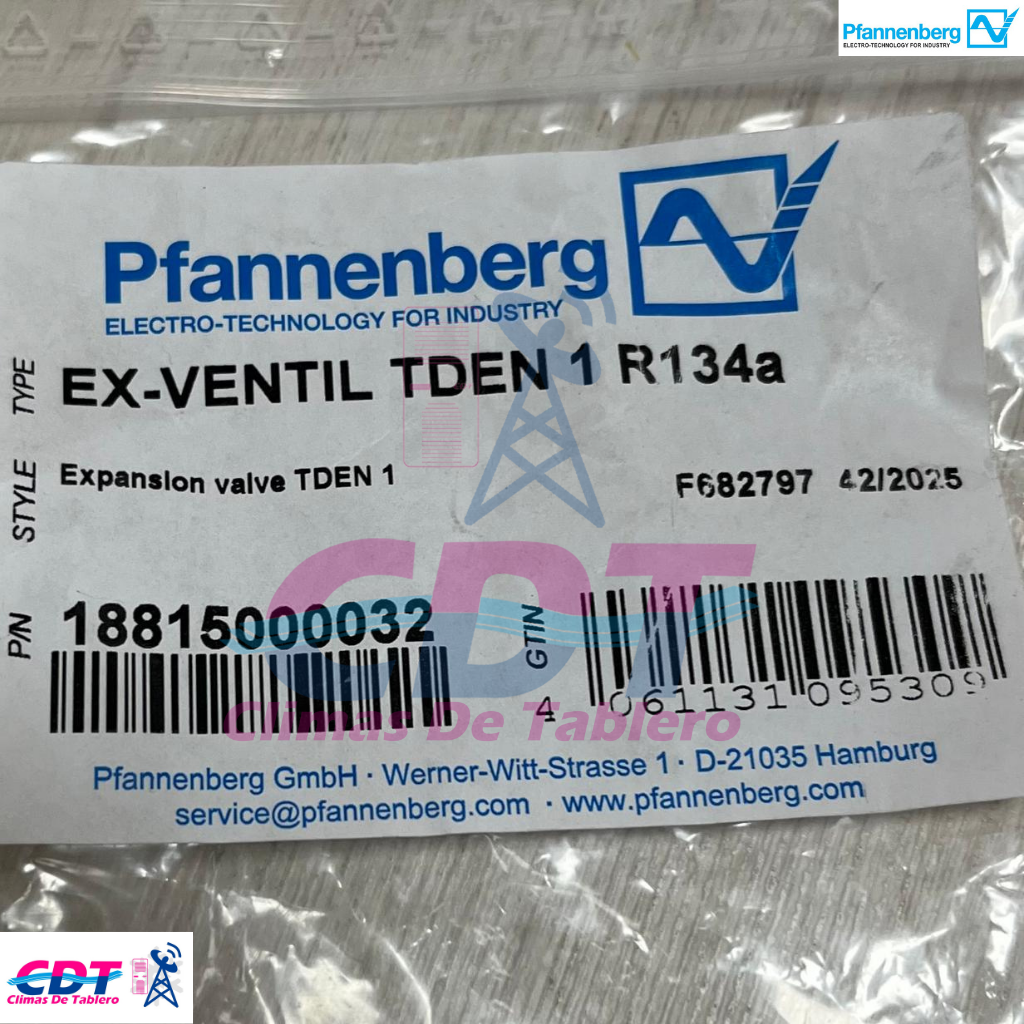 Pfannenberg
ELECTRO-TECHNOLOGY FOR INDUSTRY
Pfannenberg
ELECTRO-TECHNOLOGY FOR INDUSTRY
TYPE
EX-VENTIL TDEN 1 R134a
STYLE
Expansion valve TDEN 1
F682797 42/2025
P/N
18815000032
GTIN
4 061131 095309
CDT
Climas De Tablero
Pfannenberg GmbH · Werner-Witt-Strasse 1 · D-21035 Hamburg
service@pfannenberg.com · www.pfannenberg.com
CDT
Climas De Tablero